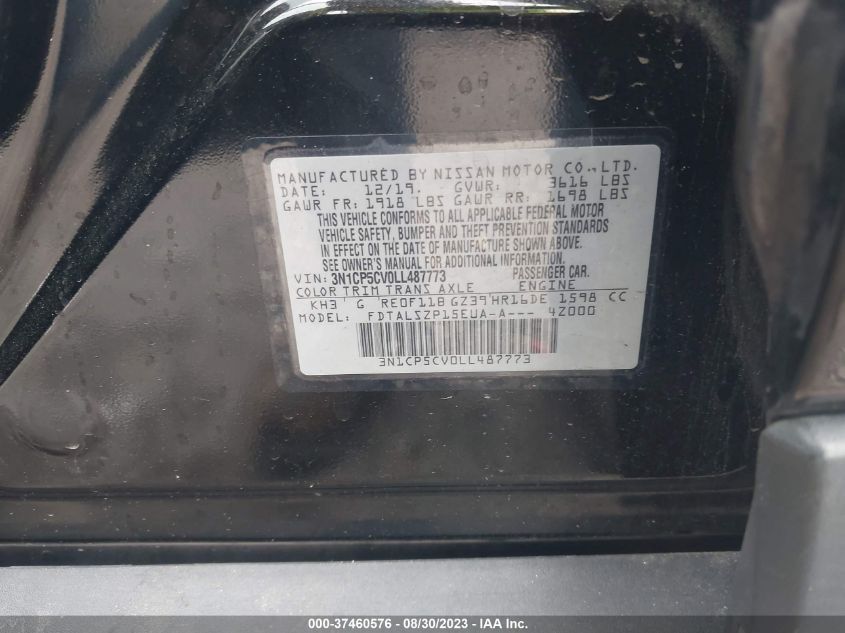 MANUFACTURED BY NISSAN MOTOR CO., LTD.
DATE: 12/19. GVWR: 3616 LBS
GAWR FR: 1918 LBS GAWR RR: 1698 LBS
THIS VEHICLE CONFORMS TO ALL APPLICABLE FEDERAL MOTOR
VEHICLE SAFETY, BUMPER AND THEFT PREVENTION STANDARDS
IN EFFECT ON THE DATE OF MANUFACTURE SHOWN ABOVE.
SEE OWNER'S MANUAL FOR ADDITIONAL INFORMATION.
VIN: 3N1CP5CV0LL487773 PASSENGER CAR.
COLOR TRIM TRANS AXLE ENGINE
KH3 G RE0F11B GZ39 HR16DE 1598 CC
MODEL: FDTALSZP15EUA-A--- 4Z000
3N1CP5CV0LL487773
000-37460576 - 08/30/2023 - IAA Inc.